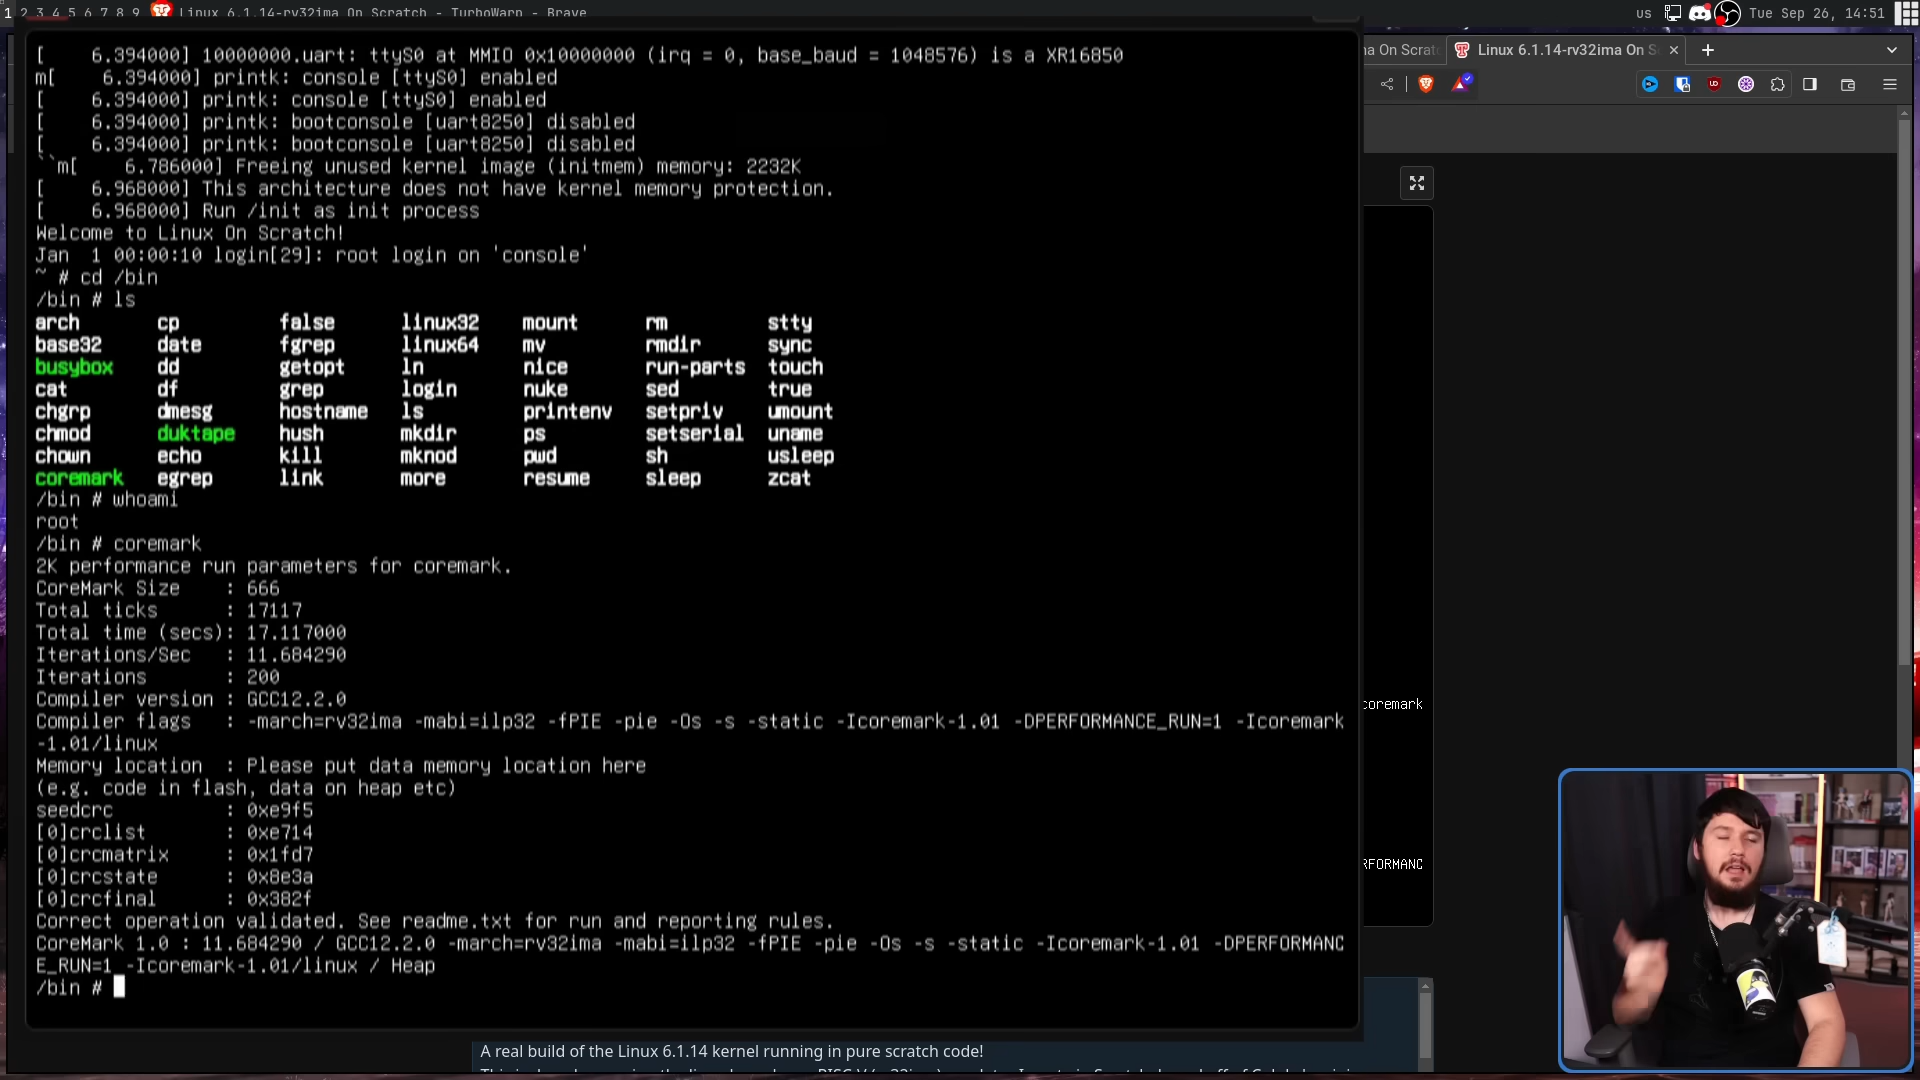 1 2 3 4 5 6 7 8 9 Linux 6.1.14-rv32ima On Scratch - TurboWarp - Brave
us Tue Sep 26, 14:51
[ 6.394000] 10000000.uart: ttyS0 at MMIO 0x10000000 (irq = 0, base_baud = 1048576) is a XR16850
m[ 6.394000] printk: console [ttyS0] enabled
[ 6.394000] printk: console [ttyS0] enabled
[ 6.394000] printk: bootconsole [uart8250] disabled
[ 6.394000] printk: bootconsole [uart8250] disabled
``m[ 6.786000] Freeing unused kernel image (initmem) memory: 2232K
[ 6.968000] This architecture does not have kernel memory protection.
[ 6.968000] Run /init as init process
Welcome to Linux On Scratch!
Jan 1 00:00:10 login[29]: root login on 'console'
~ # cd /bin
/bin # ls
arch cp false linux32 mount rm stty
base32 date fgrep linux64 mv rmdir sync
busybox dd getopt ln nice run-parts touch
cat df grep login nuke sed true
chgrp dmesg hostname ls printenv setpriv umount
chmod duktape hush mkdir ps setserial uname
chown echo kill mknod pwd sh usleep
coremark egrep link more resume sleep zcat
/bin # whoami
root
/bin # coremark
2K performance run parameters for coremark.
CoreMark Size : 666
Total ticks : 17117
Total time (secs): 17.117000
Iterations/Sec : 11.684290
Iterations : 200
Compiler version : GCC12.2.0
Compiler flags : -march=rv32ima -mabi=ilp32 -fPIE -pie -Os -s -static -Icoremark-1.01 -DPERFORMANCE_RUN=1 -Icoremark
-1.01/linux
Memory location : Please put data memory location here
(e.g. code in flash, data on heap etc)
seedcrc : 0xe9f5
[0]crclist : 0xe714
[0]crcmatrix : 0x1fd7
[0]crcstate : 0x8e3a
[0]crcfinal : 0x382f
Correct operation validated. See readme.txt for run and reporting rules.
CoreMark 1.0 : 11.684290 / GCC12.2.0 -march=rv32ima -mabi=ilp32 -fPIE -pie -Os -s -static -Icoremark-1.01 -DPERFORMANC
E_RUN=1 -Icoremark-1.01/linux / Heap
/bin #
ma On Scratc
Linux 6.1.14-rv32ima On S
coremark
RFORMANC
A real build of the Linux 6.1.14 kernel running in pure scratch code!